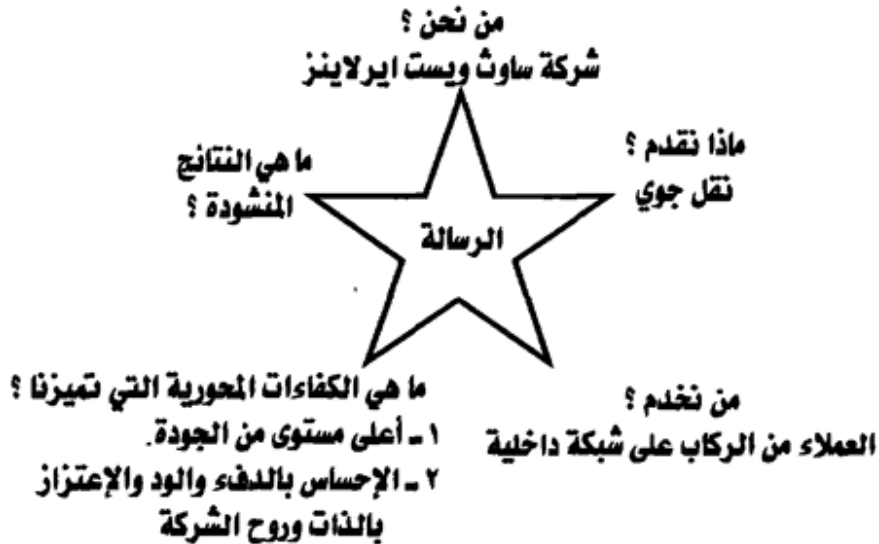 من نحن ؟
شركة ساوث ويست ايرلاينز
ماذا نقدم ؟
نقل جوي
ما هي النتائج
المنشودة ؟
الرسالة
من نخدم ؟
العملاء من الركاب على شبكة داخلية
ما هي الكفاءات المحورية التي تميزنا ؟
١ - أعلى مستوى من الجودة.
٢ - الإحساس بالدفء والود والإعتزاز
بالذات وروح الشركة